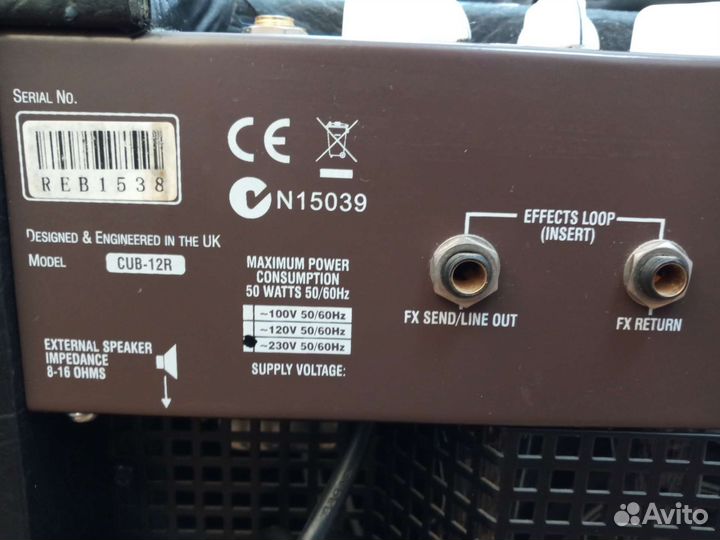 SERIAL NO.
REB1538
CE
N15039
DESIGNED & ENGINEERED IN THE UK
MODEL CUB-12R
EXTERNAL SPEAKER
IMPEDANCE
8-16 OHMS
MAXIMUM POWER
CONSUMPTION
50 WATTS 50/60Hz
~100V 50/60Hz
~120V 50/60Hz
~230V 50/60Hz
SUPPLY VOLTAGE:
EFFECTS LOOP
(INSERT)
FX SEND/LINE OUT
FX RETURN
Avito